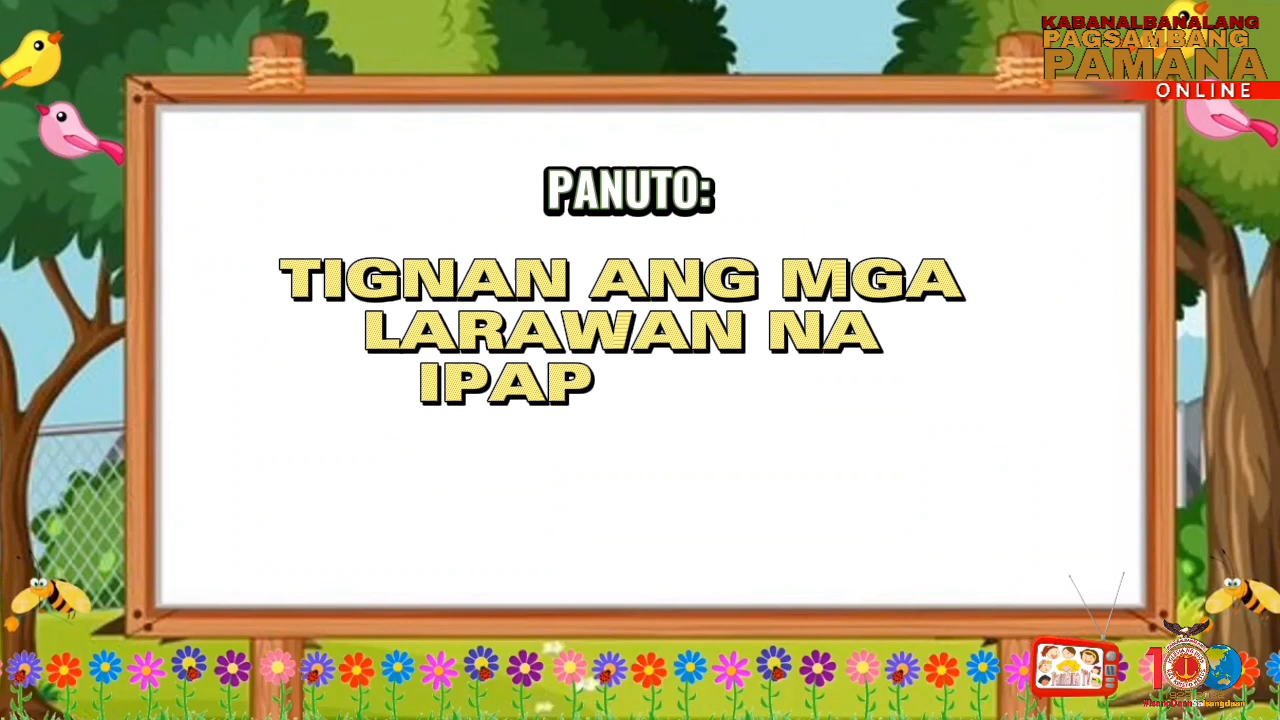 KABANALBANALANG
PAGSAMBANG
PAMANA
ONLINE
PANUTO:
TIGNAN ANG MGA
LARAWAN NA
IPAP